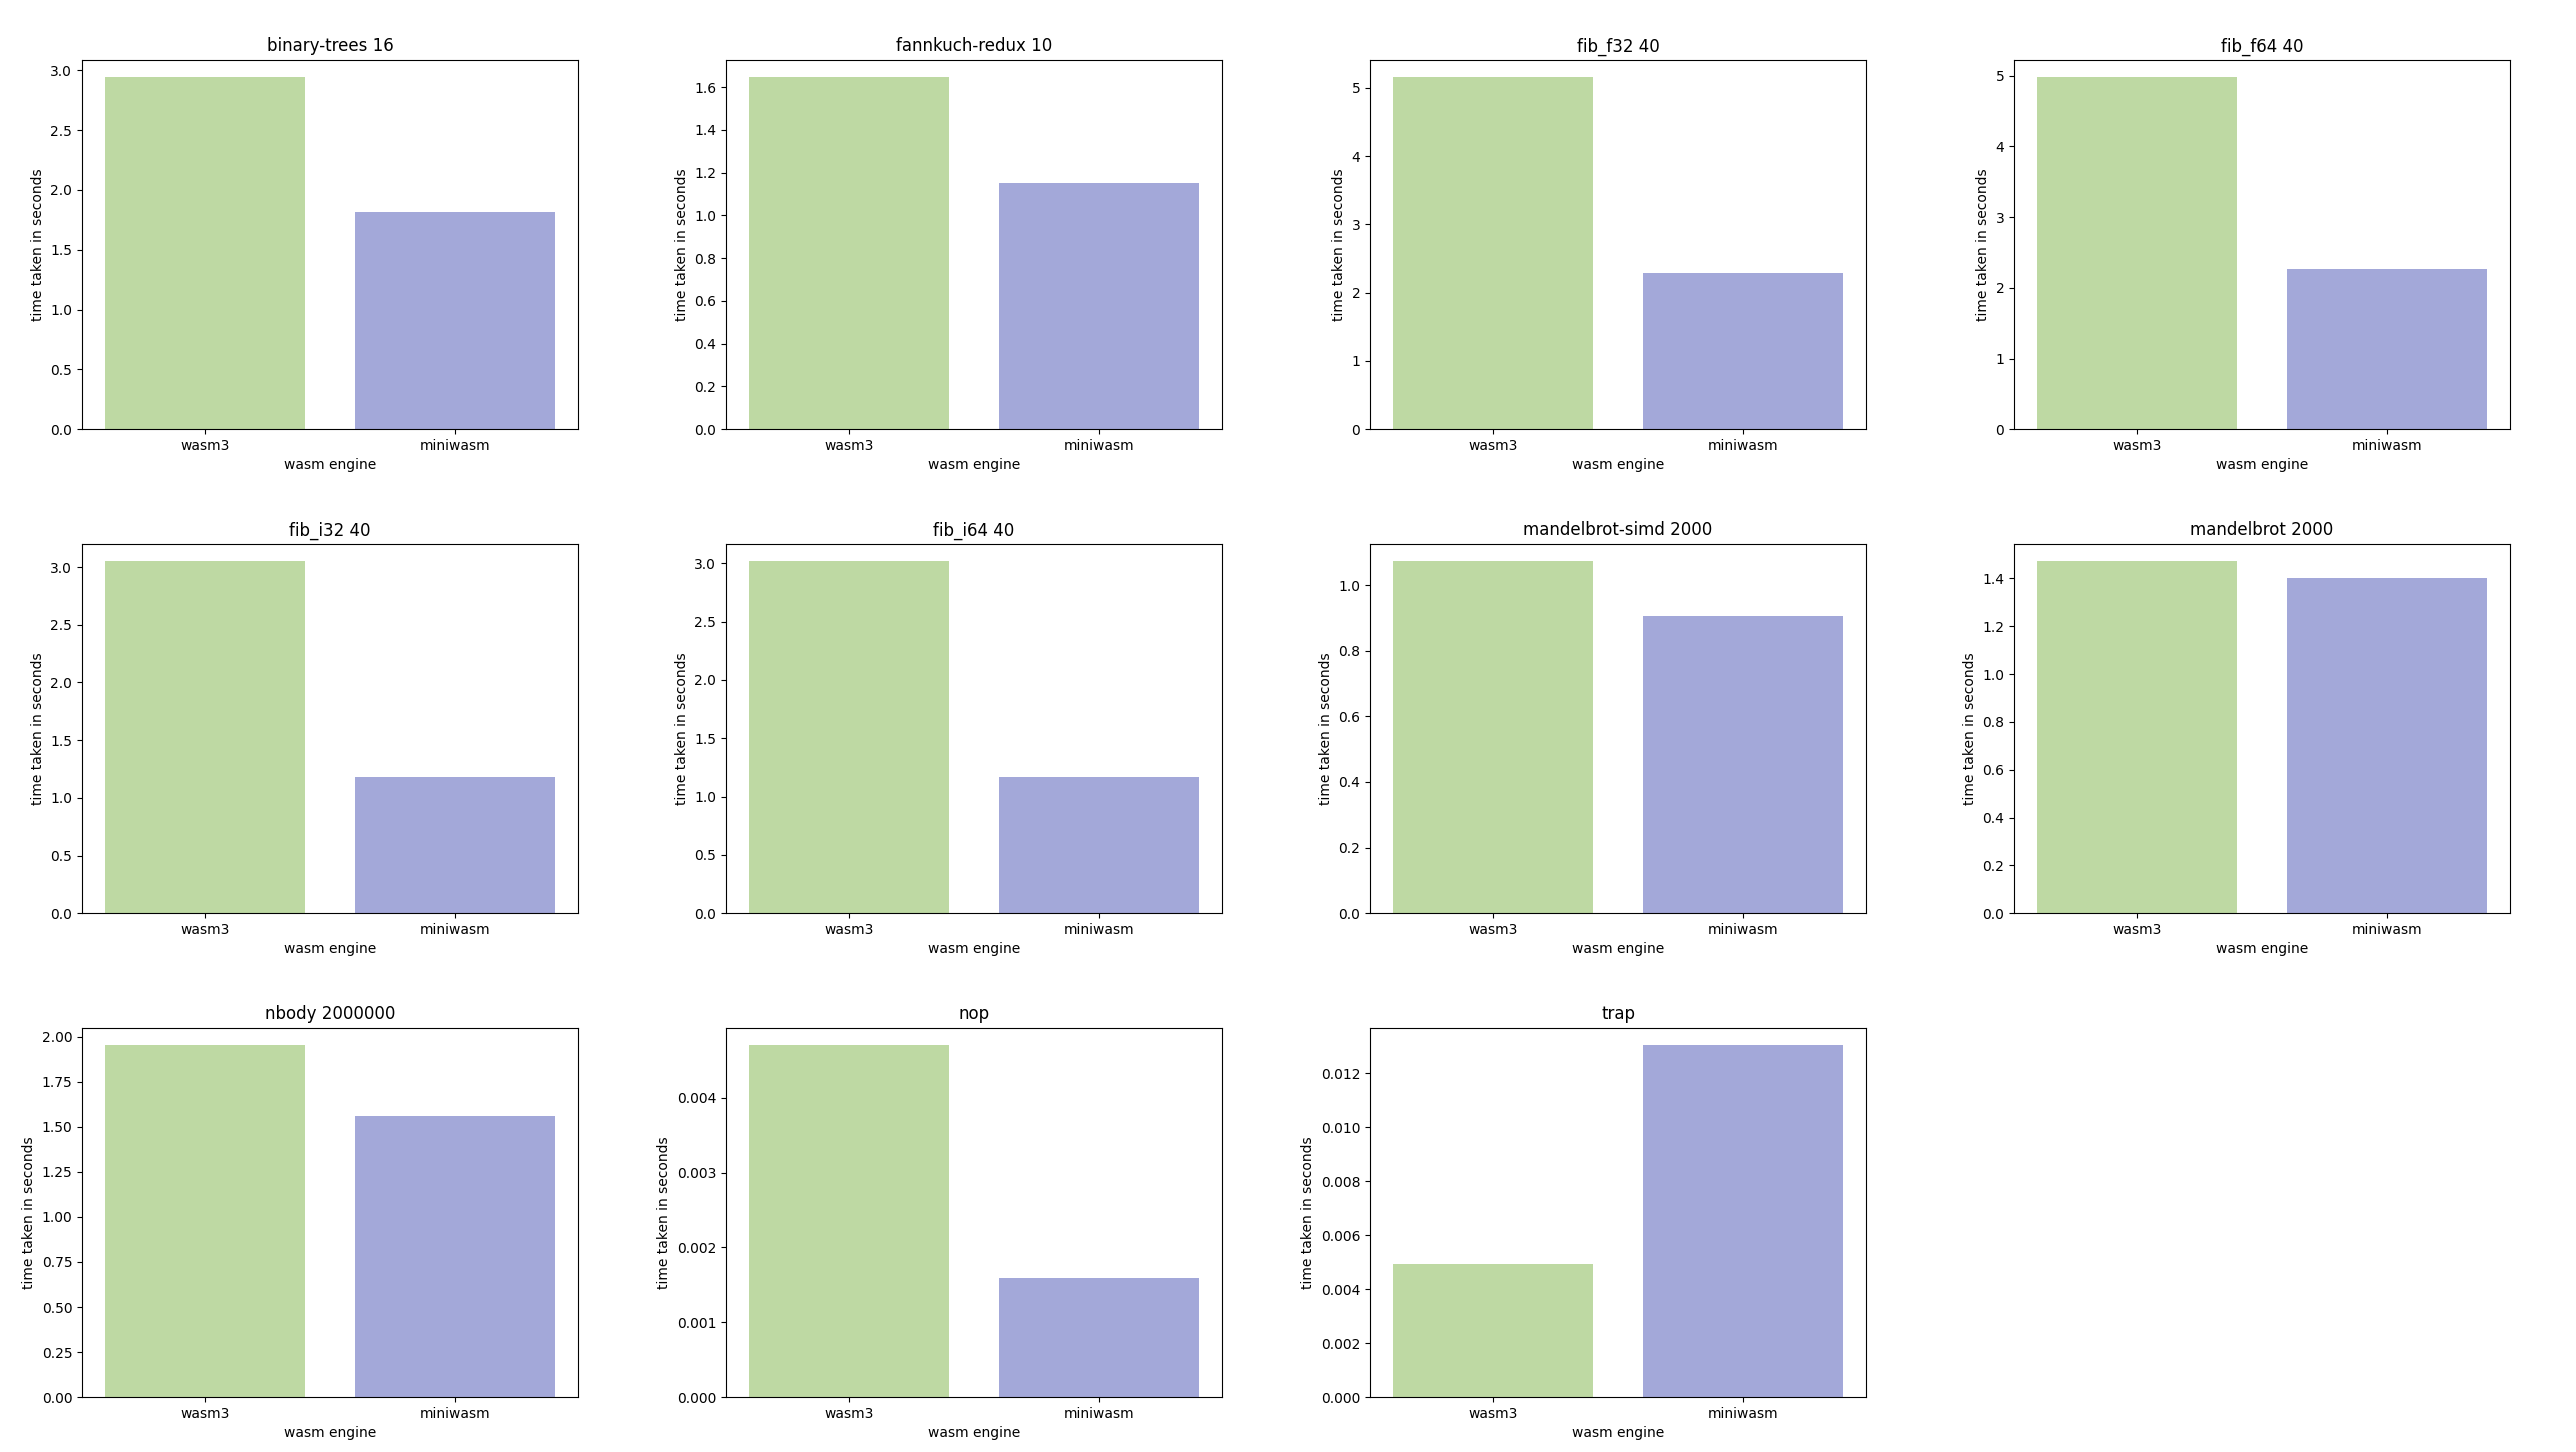 binary-trees 16
3.0
2.5
2.0
1.5
1.0
0.5
0.0
time taken in seconds
wasm3 miniwasm
wasm engine
fannkuch-redux 10
1.6
1.4
1.2
1.0
0.8
0.6
0.4
0.2
0.0
time taken in seconds
wasm3 miniwasm
wasm engine
fib_f32 40
5
4
3
2
1
0
time taken in seconds
wasm3 miniwasm
wasm engine
fib_f64 40
5
4
3
2
1
0
time taken in seconds
wasm3 miniwasm
wasm engine
fib_i32 40
3.0
2.5
2.0
1.5
1.0
0.5
0.0
time taken in seconds
wasm3 miniwasm
wasm engine
fib_i64 40
3.0
2.5
2.0
1.5
1.0
0.5
0.0
time taken in seconds
wasm3 miniwasm
wasm engine
mandelbrot-simd 2000
1.0
0.8
0.6
0.4
0.2
0.0
time taken in seconds
wasm3 miniwasm
wasm engine
mandelbrot 2000
1.4
1.2
1.0
0.8
0.6
0.4
0.2
0.0
time taken in seconds
wasm3 miniwasm
wasm engine
nbody 2000000
2.00
1.75
1.50
1.25
1.00
0.75
0.50
0.25
0.00
time taken in seconds
wasm3 miniwasm
wasm engine
nop
0.004
0.003
0.002
0.001
0.000
time taken in seconds
wasm3 miniwasm
wasm engine
trap
0.012
0.010
0.008
0.006
0.004
0.002
0.000
time taken in seconds
wasm3 miniwasm
wasm engine